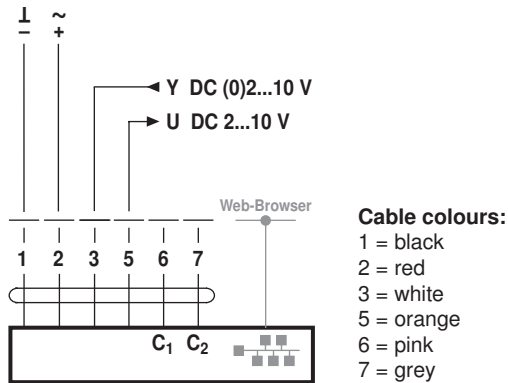 ⊥ ~
− +
Y DC (0)2...10 V
U DC 2...10 V
Web-Browser
1 2 3 5 6 7
C₁ C₂
Cable colours:
1 = black
2 = red
3 = white
5 = orange
6 = pink
7 = grey